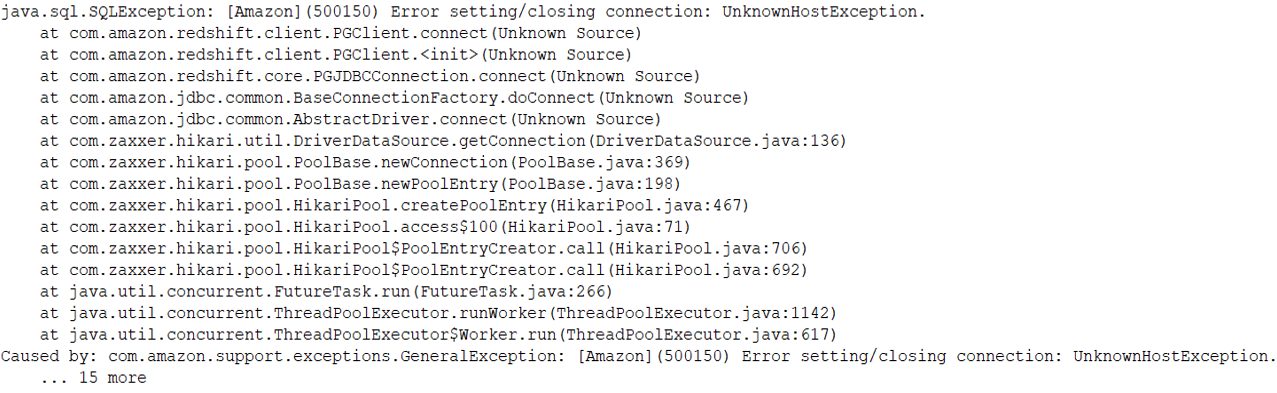 java.sql.SQLException: [Amazon](500150) Error setting/closing connection: UnknownHostException.
    at com.amazon.redshift.client.PGClient.connect(Unknown Source)
    at com.amazon.redshift.client.PGClient.<init>(Unknown Source)
    at com.amazon.redshift.core.PGJDBCConnection.connect(Unknown Source)
    at com.amazon.jdbc.common.BaseConnectionFactory.doConnect(Unknown Source)
    at com.amazon.jdbc.common.AbstractDriver.connect(Unknown Source)
    at com.zaxxer.hikari.util.DriverDataSource.getConnection(DriverDataSource.java:136)
    at com.zaxxer.hikari.pool.PoolBase.newConnection(PoolBase.java:369)
    at com.zaxxer.hikari.pool.PoolBase.newPoolEntry(PoolBase.java:198)
    at com.zaxxer.hikari.pool.HikariPool.createPoolEntry(HikariPool.java:467)
    at com.zaxxer.hikari.pool.HikariPool.access$100(HikariPool.java:71)
    at com.zaxxer.hikari.pool.HikariPool$PoolEntryCreator.call(HikariPool.java:706)
    at com.zaxxer.hikari.pool.HikariPool$PoolEntryCreator.call(HikariPool.java:692)
    at java.util.concurrent.FutureTask.run(FutureTask.java:266)
    at java.util.concurrent.ThreadPoolExecutor.runWorker(ThreadPoolExecutor.java:1142)
    at java.util.concurrent.ThreadPoolExecutor$Worker.run(ThreadPoolExecutor.java:617)
Caused by: com.amazon.support.exceptions.GeneralException: [Amazon](500150) Error setting/closing connection: UnknownHostException.
    ... 15 more